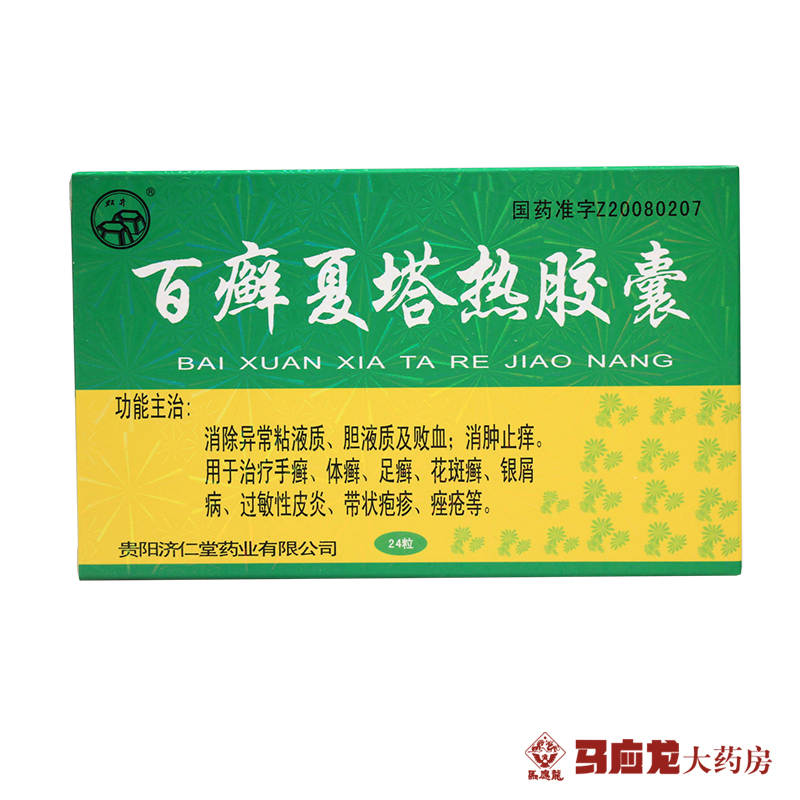 双井®
国药准字Z20080207
百癣夏塔热胶囊
BAI XUAN XIA TA RE JIAO NANG
功能主治:
消除异常粘液质、胆液质及败血；消肿止痒。
用于治疗手癣、体癣、足癣、花斑癣、银屑
病、过敏性皮炎、带状疱疹、痤疮等。
贵阳济仁堂药业有限公司
24粒
馬應龍
马应龙大药房